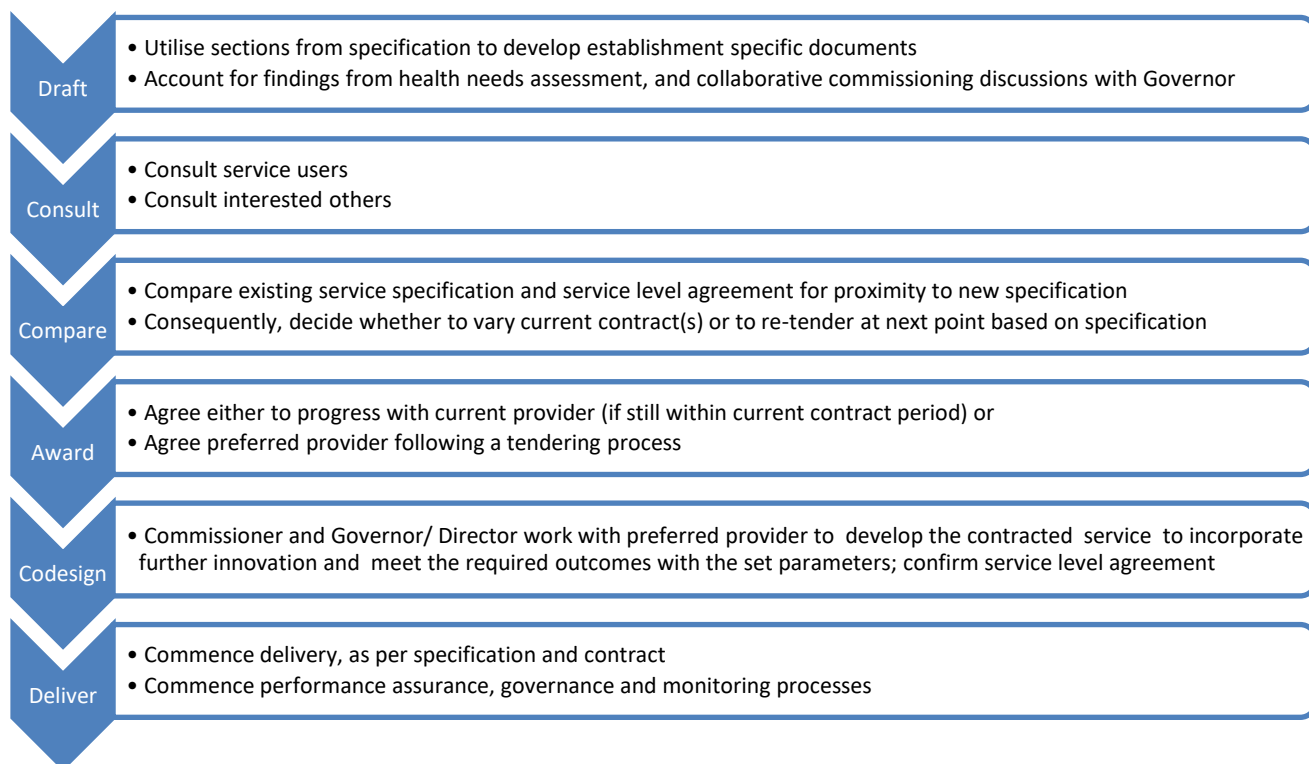 • Utilise sections from specification to develop establishment specific documents
• Account for findings from health needs assessment, and collaborative commissioning discussions with Governor
Draft
• Consult service users
• Consult interested others
Consult
• Compare existing service specification and service level agreement for proximity to new specification
• Consequently, decide whether to vary current contract(s) or to re-tender at next point based on specification
Compare
• Agree either to progress with current provider (if still within current contract period) or
• Agree preferred provider following a tendering process
Award
• Commissioner and Governor/ Director work with preferred provider to develop the contracted service to incorporate
further innovation and meet the required outcomes with the set parameters; confirm service level agreement
Codesign
• Commence delivery, as per specification and contract
• Commence performance assurance, governance and monitoring processes
Deliver